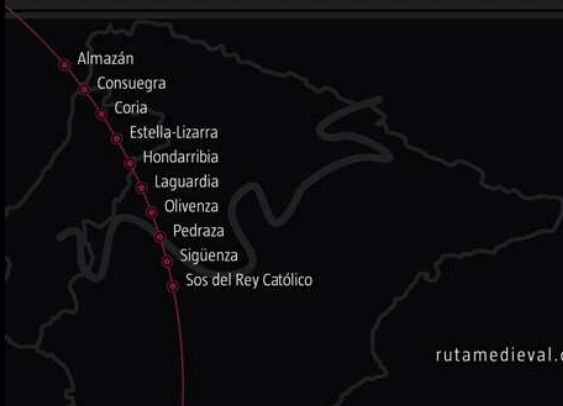 Almazán
Consuegra
Coria
Estella-Lizarra
Hondarribia
Laguardia
Olivenza
Pedraza
Sigüenza
Sos del Rey Católico
rutamedieval.